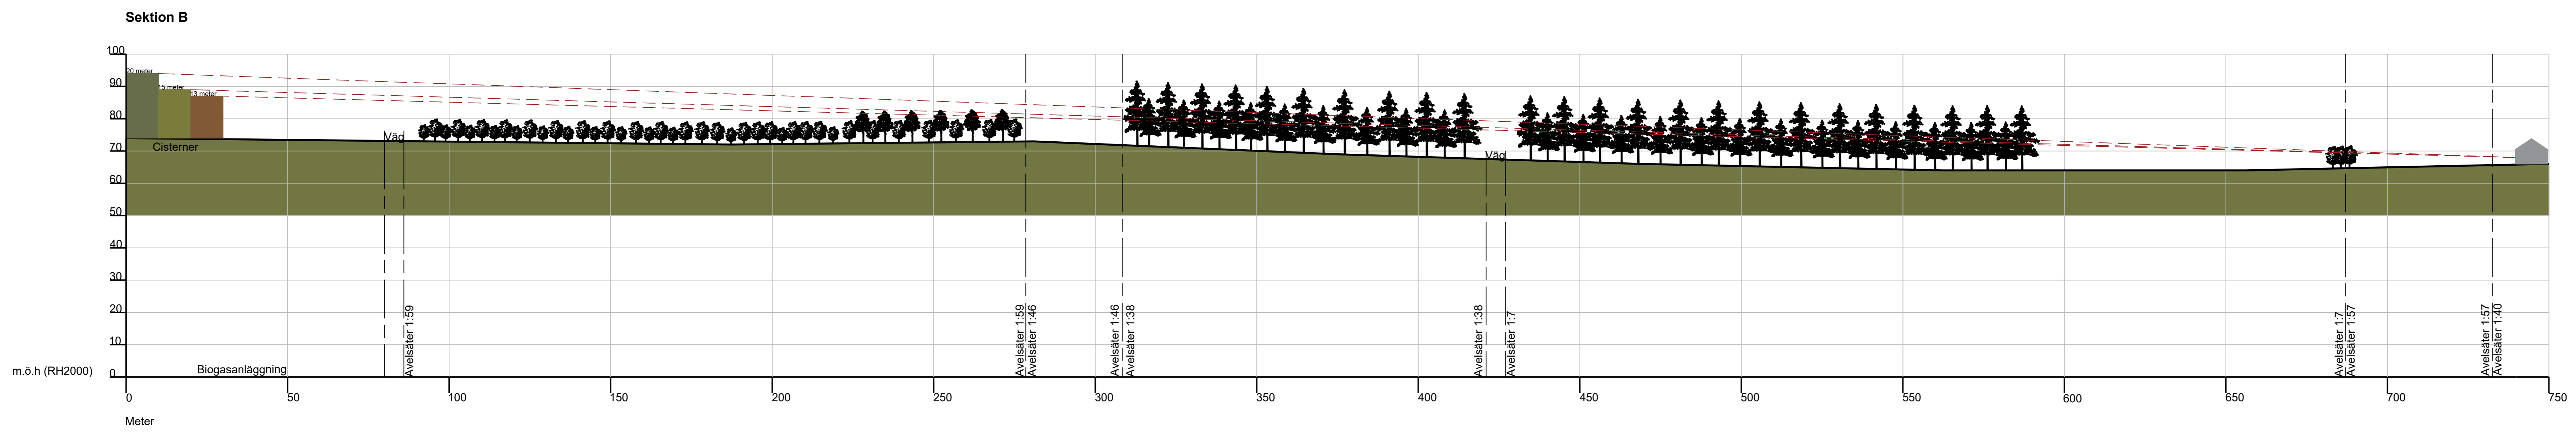 Sektion B
100
90
80
70
60
50
40
30
20
10
0
m.ö.h (RH2000)
20 meter
15 meter
13 meter
Cisterner
Väg
Väg
Biogasanläggning
Avelsäter 1:59
Avelsäter 1:59
Avelsäter 1:46
Avelsäter 1:46
Avelsäter 1:38
Avelsäter 1:38
Avelsäter 1:7
Avelsäter 1:7
Avelsäter 1:57
Avelsäter 1:57
Avelsäter 1:40
0 50 100 150 200 250 300 350 400 450 500 550 600 650 700 750
Meter